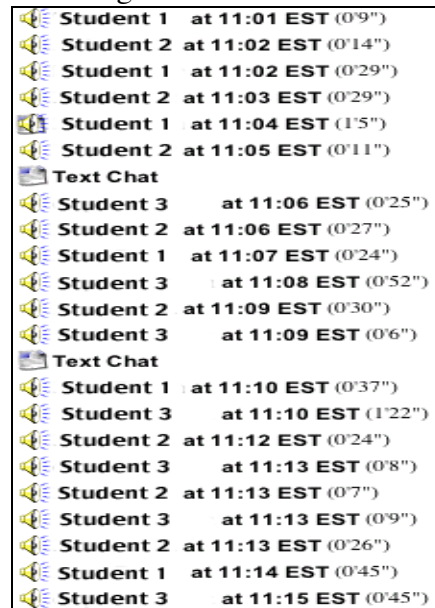 Student 1 at 11:01 EST (0'9")
Student 2 at 11:02 EST (0'14")
Student 1 at 11:02 EST (0'29")
Student 2 at 11:03 EST (0'29")
Student 1 at 11:04 EST (1'5")
Student 2 at 11:05 EST (0'11")
Text Chat
Student 3 at 11:06 EST (0'25")
Student 2 at 11:06 EST (0'27")
Student 1 at 11:07 EST (0'24")
Student 3 at 11:08 EST (0'52")
Student 2 at 11:09 EST (0'30")
Student 3 at 11:09 EST (0'6")
Text Chat
Student 1 at 11:10 EST (0'37")
Student 3 at 11:10 EST (1'22")
Student 2 at 11:12 EST (0'24")
Student 3 at 11:13 EST (0'8")
Student 2 at 11:13 EST (0'7")
Student 3 at 11:13 EST (0'9")
Student 2 at 11:13 EST (0'26")
Student 1 at 11:14 EST (0'45")
Student 3 at 11:15 EST (0'45")